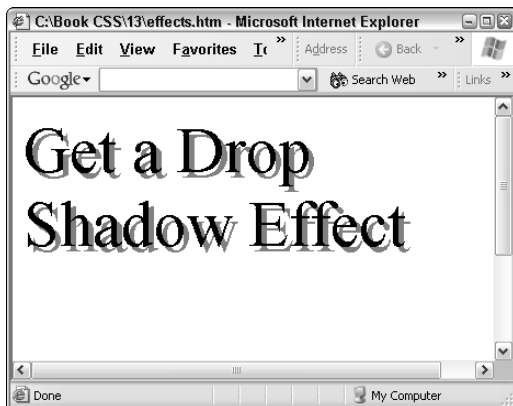 C:\Book CSS\13\effects.htm - Microsoft Internet Explorer
File Edit View Favorites To » Address Back »
Google Search Web » Links »
Get a Drop
Shadow Effect
Done My Computer